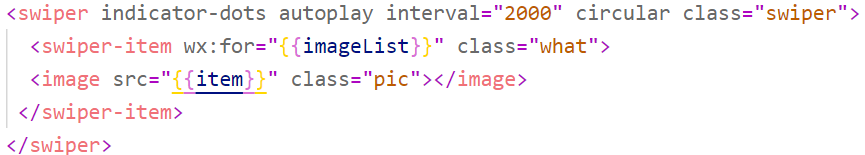 <swiper indicator-dots autoplay interval="2000" circular class="swiper">
<swiper-item wx:for="{{imageList}}" class="what">
<image src="{{item}}" class="pic"></image>
</swiper-item>
</swiper>